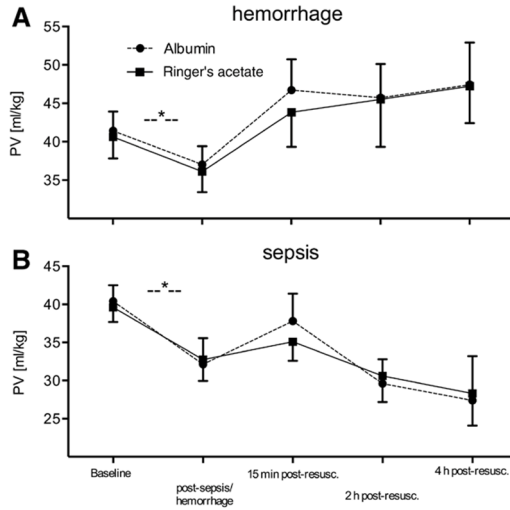 A
hemorrhage
55
Albumin
Ringer's acetate
50
45
--*--
40
35
PV [ml/kg]
B
sepsis
45
--*--
40
35
30
25
PV [ml/kg]
Baseline
post-sepsis/
hemorrhage
15 min post-resusc.
2 h post-resusc.
4 h post-resusc.